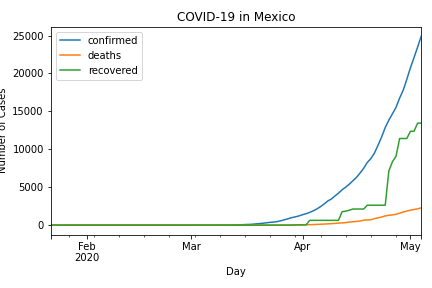 COVID-19 in Mexico
confirmed
deaths
recovered
25000
20000
15000
10000
5000
0
Number of Cases
Feb
2020
Mar
Apr
May
Day